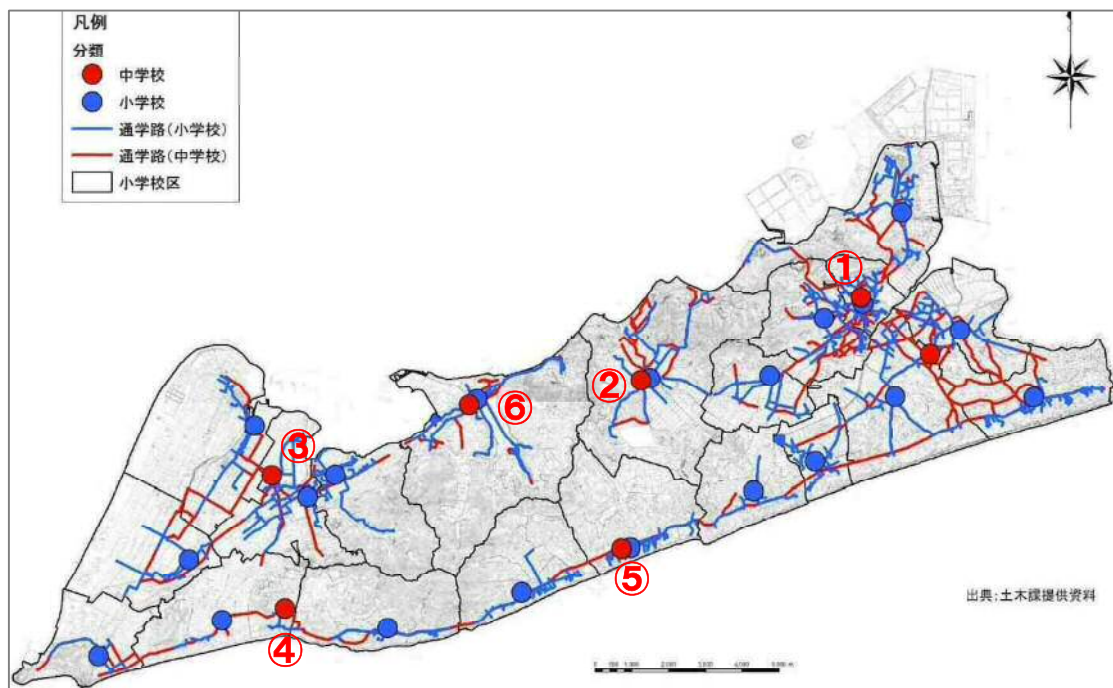 凡例
分類
中学校
小学校
通学路(小学校)
通学路(中学校)
小学校区
①
②
⑥
③
⑤
④
出典:土木課提供資料